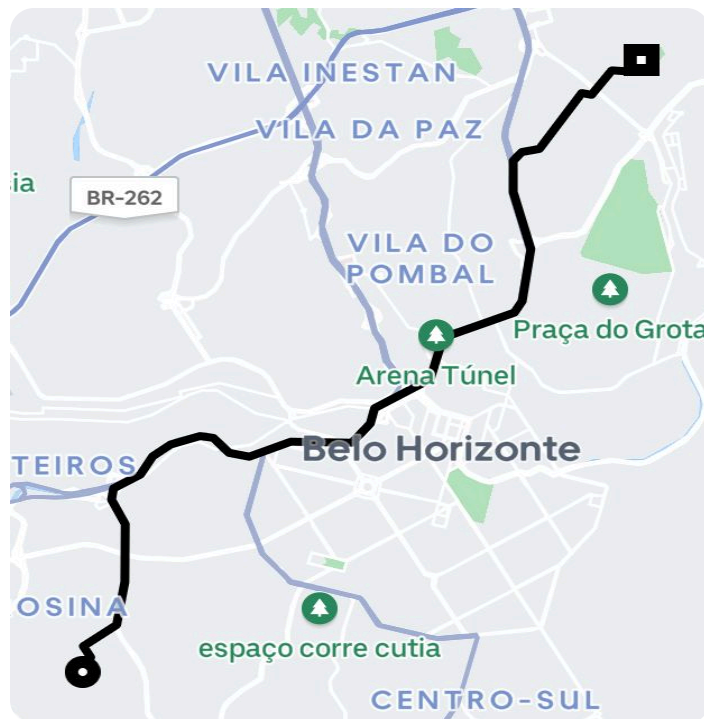 VILA INESTAN
VILA DA PAZ
ia
BR-262
VILA DO
POMBAL
Praça do Grota
Arena Túnel
Belo Horizonte
TEIROS
OSINA
espaço corre cutia
CENTRO-SUL